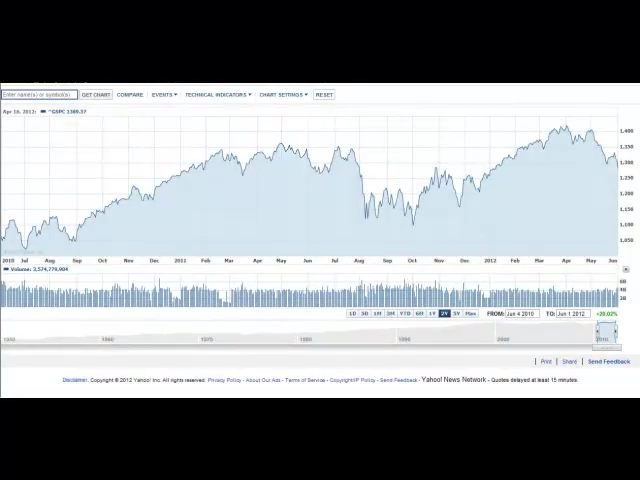 Enter name(s) or symbol(s) GET CHART COMPARE EVENTS TECHNICAL INDICATORS CHART SETTINGS RESET
Apr 16, 2012: ^GSPC 1369.57
1,400
1,350
1,300
1,250
1,200
1,150
1,100
1,050
2010 Jul Aug Sep Oct Nov Dec 2011 Feb Mar Apr May Jun Jul Aug Sep Oct Nov Dec 2012 Feb Mar Apr May Jun
Volume: 3,574,779,904
60
40
20
1D 5D 1M 3M YTD 6M 1Y 2Y 5Y Max FROM: Jun 4 2010 TO: Jun 1 2012 +20.02%
1950 1960 1970 1980 1990 2000 2010
Print Share Send Feedback
Disclaimer. Copyright © 2012 Yahoo! Inc. All rights reserved. Privacy Policy - About Our Ads - Terms of Service - Copyright/IP Policy - Send Feedback - Yahoo! News Network - Quotes delayed at least 15 minutes.